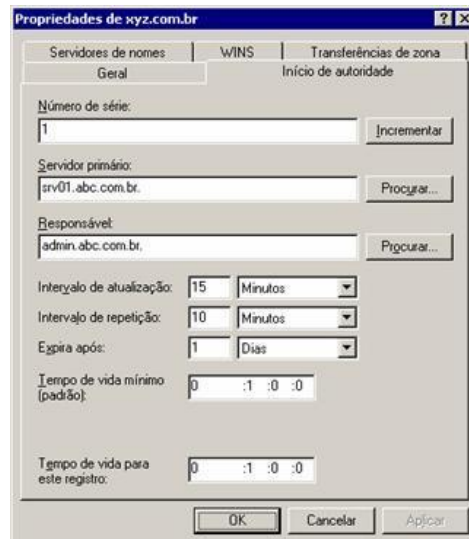 Propriedades de xyz.com.br
Servidores de nomes WINS Transferências de zona
Geral Início de autoridade
Número de série:
1 Incrementar
Servidor primário:
srv01.abc.com.br. Procurar...
Responsável:
admin.abc.com.br. Procurar...
Intervalo de atualização: 15 Minutos
Intervalo de repetição: 10 Minutos
Expira após: 1 Dias
Tempo de vida mínimo
(padrão): 0 :1 :0 :0
Tempo de vida para
este registro: 0 :1 :0 :0
OK Cancelar Aplicar